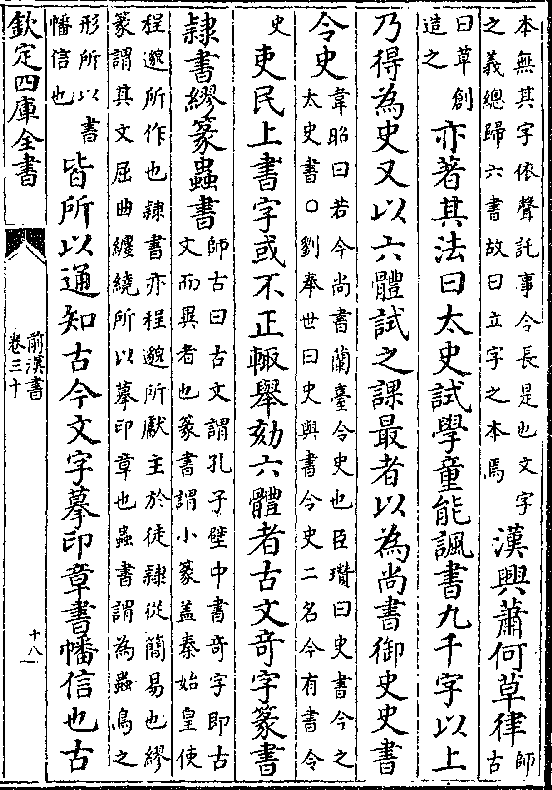 本無其字依聲託事令長是也文字
之義總歸六書故曰立字之本焉
漢興蕭何草律
師
古
曰草創
造之
亦著其法曰太史試學童能諷書九千字以上
乃得為史又以六體試之課最者以為尚書御史史書
令史
韋昭曰若今尚書蘭臺令史也臣瓚曰史書今之
太史書〇劉奉世曰史與書令史二名今有書令
史
吏民上書字或不正輒舉劾六體者古文奇字篆書
隸書繆篆蟲書
師古曰古文謂孔子壁中書奇字即古
文而異者也篆書謂小篆蓋秦始皇使
程邈所作也隸書亦程邈所獻主於徒隸從簡易也繆
篆謂其文屈曲纏繞所以摹印章也蟲書謂為蟲鳥之
形所以書
幡信也
皆所以通知古今文字摹印章書幡信也古
欽定四庫全書
前漢書
卷三十
十八